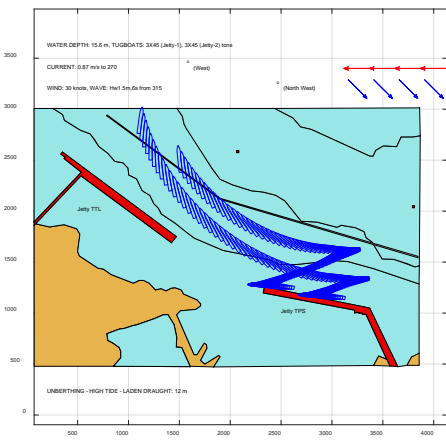 WATER DEPTH: 15.6 m, TUGBOATS: 3X45 (Jetty-1), 3X45 (Jetty-2) tons
CURRENT: 0.87 m/s to 270
(West)
WIND: 30 knots, WAVE: Hw1.5m,6s from 315
(North West)
Jetty TTL
Jetty TPS
UNBERTHING - HIGH TIDE - LADEN DRAUGHT: 12 m
3500
3000
2500
2000
1500
1000
500
0
500 1000 1500 2000 2500 3000 3500 4000